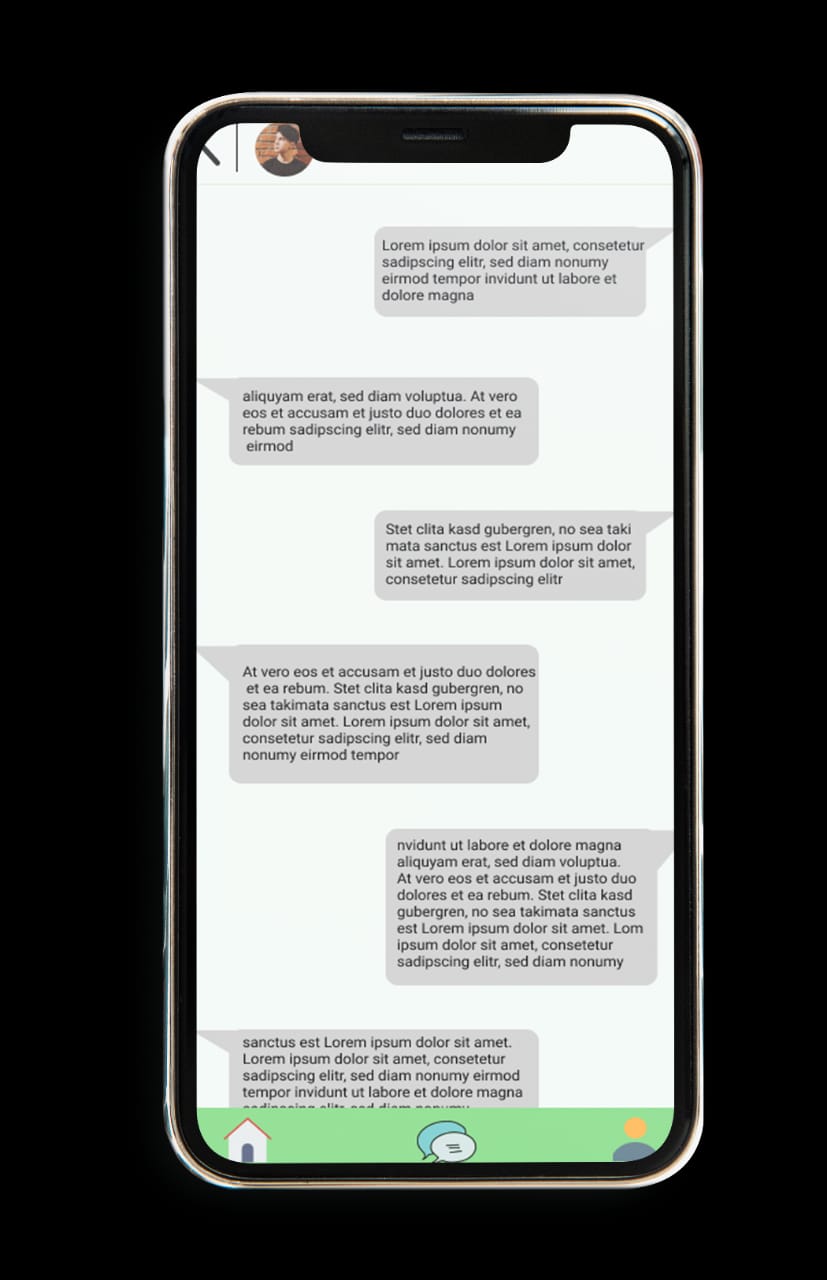 Lorem ipsum dolor sit amet, consetetur
sadipscing elitr, sed diam nonumy
eirmod tempor invidunt ut labore et
dolore magna
aliquyam erat, sed diam voluptua. At vero
eos et accusam et justo duo dolores et ea
rebum sadipscing elitr, sed diam nonumy
eirmod
Stet clita kasd gubergren, no sea taki
mata sanctus est Lorem ipsum dolor
sit amet. Lorem ipsum dolor sit amet,
consetetur sadipscing elitr
At vero eos et accusam et justo duo dolores
et ea rebum. Stet clita kasd gubergren, no
sea takimata sanctus est Lorem ipsum
dolor sit amet. Lorem ipsum dolor sit amet,
consetetur sadipscing elitr, sed diam
nonumy eirmod tempor
nvidunt ut labore et dolore magna
aliquyam erat, sed diam voluptua.
At vero eos et accusam et justo duo
dolores et ea rebum. Stet clita kasd
gubergren, no sea takimata sanctus
est Lorem ipsum dolor sit amet. Lom
ipsum dolor sit amet, consetetur
sadipscing elitr, sed diam nonumy
sanctus est Lorem ipsum dolor sit amet.
Lorem ipsum dolor sit amet, consetetur
sadipscing elitr, sed diam nonumy eirmod
tempor invidunt ut labore et dolore magna